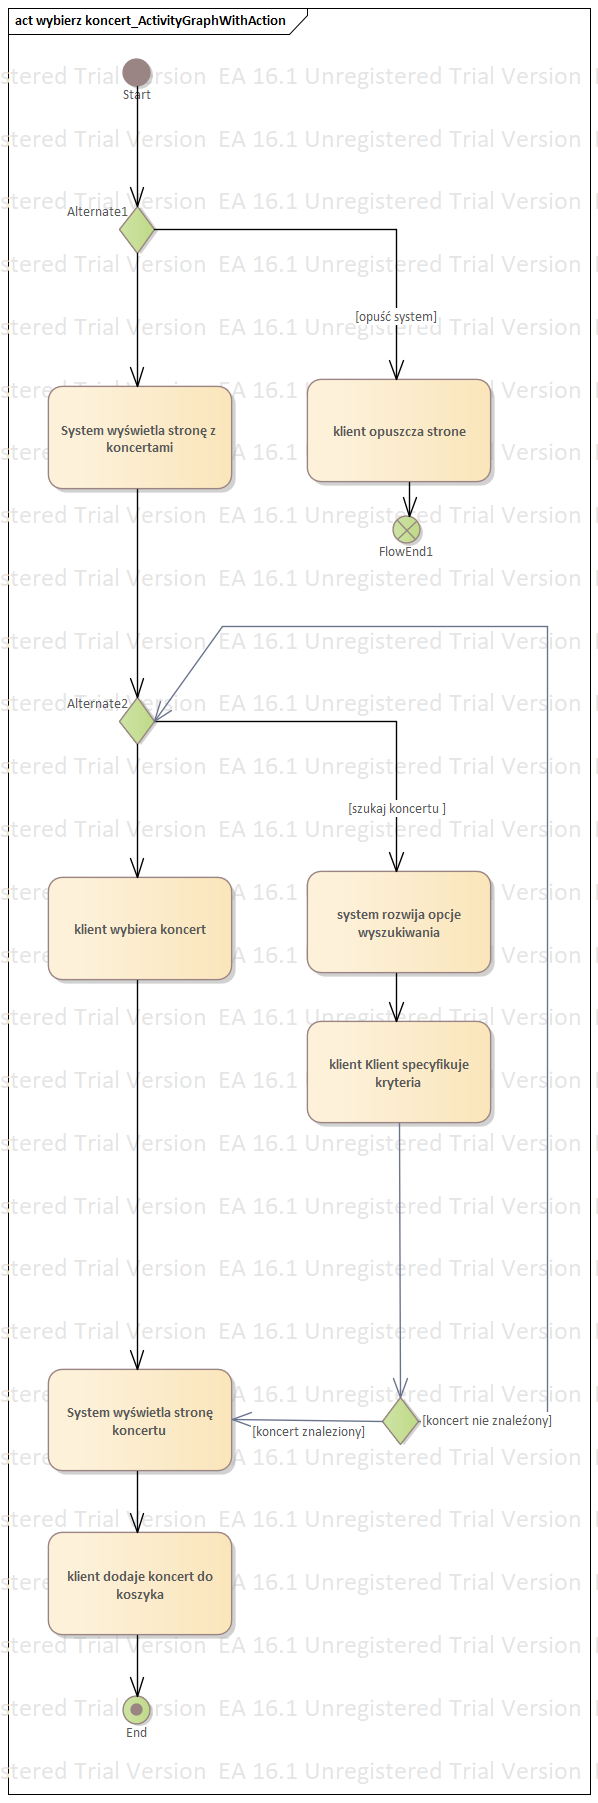 act wybierz koncert_ActivityGraphWithAction
EA 16.1 Unregistered Trial Version
Start
Alternate1
[opuść system]
System wyświetla stronę z
koncertami
klient opuszcza strone
FlowEnd1
Alternate2
[szukaj koncertu ]
klient wybiera koncert
system rozwija opcje
wyszukiwania
klient Klient specyfikuje
kryteria
System wyświetla stronę
koncertu
[koncert znaleziony]
[koncert nie znaleźony]
klient dodaje koncert do
koszyka
End